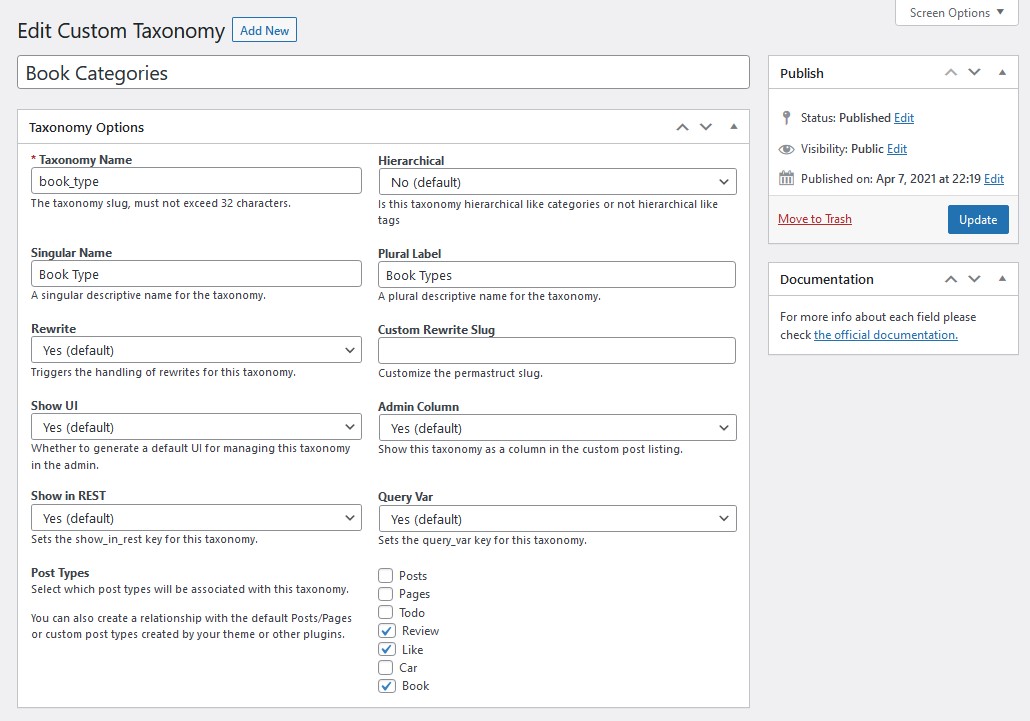 Screen Options
Edit Custom Taxonomy
Add New
Book Categories
Taxonomy Options
* Taxonomy Name
book_type
The taxonomy slug, must not exceed 32 characters.
Hierarchical
No (default)
Is this taxonomy hierarchical like categories or not hierarchical like
tags
Singular Name
Book Type
A singular descriptive name for the taxonomy.
Plural Label
Book Types
A plural descriptive name for the taxonomy.
Rewrite
Yes (default)
Triggers the handling of rewrites for this taxonomy.
Custom Rewrite Slug
Customize the permastruct slug.
Show UI
Yes (default)
Whether to generate a default UI for managing this taxonomy
in the admin.
Admin Column
Yes (default)
Show this taxonomy as a column in the custom post listing.
Show in REST
Yes (default)
Sets the show_in_rest key for this taxonomy.
Query Var
Yes (default)
Sets the query_var key for this taxonomy.
Post Types
Select which post types will be associated with this taxonomy.
You can also create a relationship with the default Posts/Pages
or custom post types created by your theme or other plugins.
Posts
Pages
Todo
Review
Like
Car
Book
Publish
Status: Published Edit
Visibility: Public Edit
Published on: Apr 7, 2021 at 22:19 Edit
Move to Trash
Update
Documentation
For more info about each field please
check the official documentation.